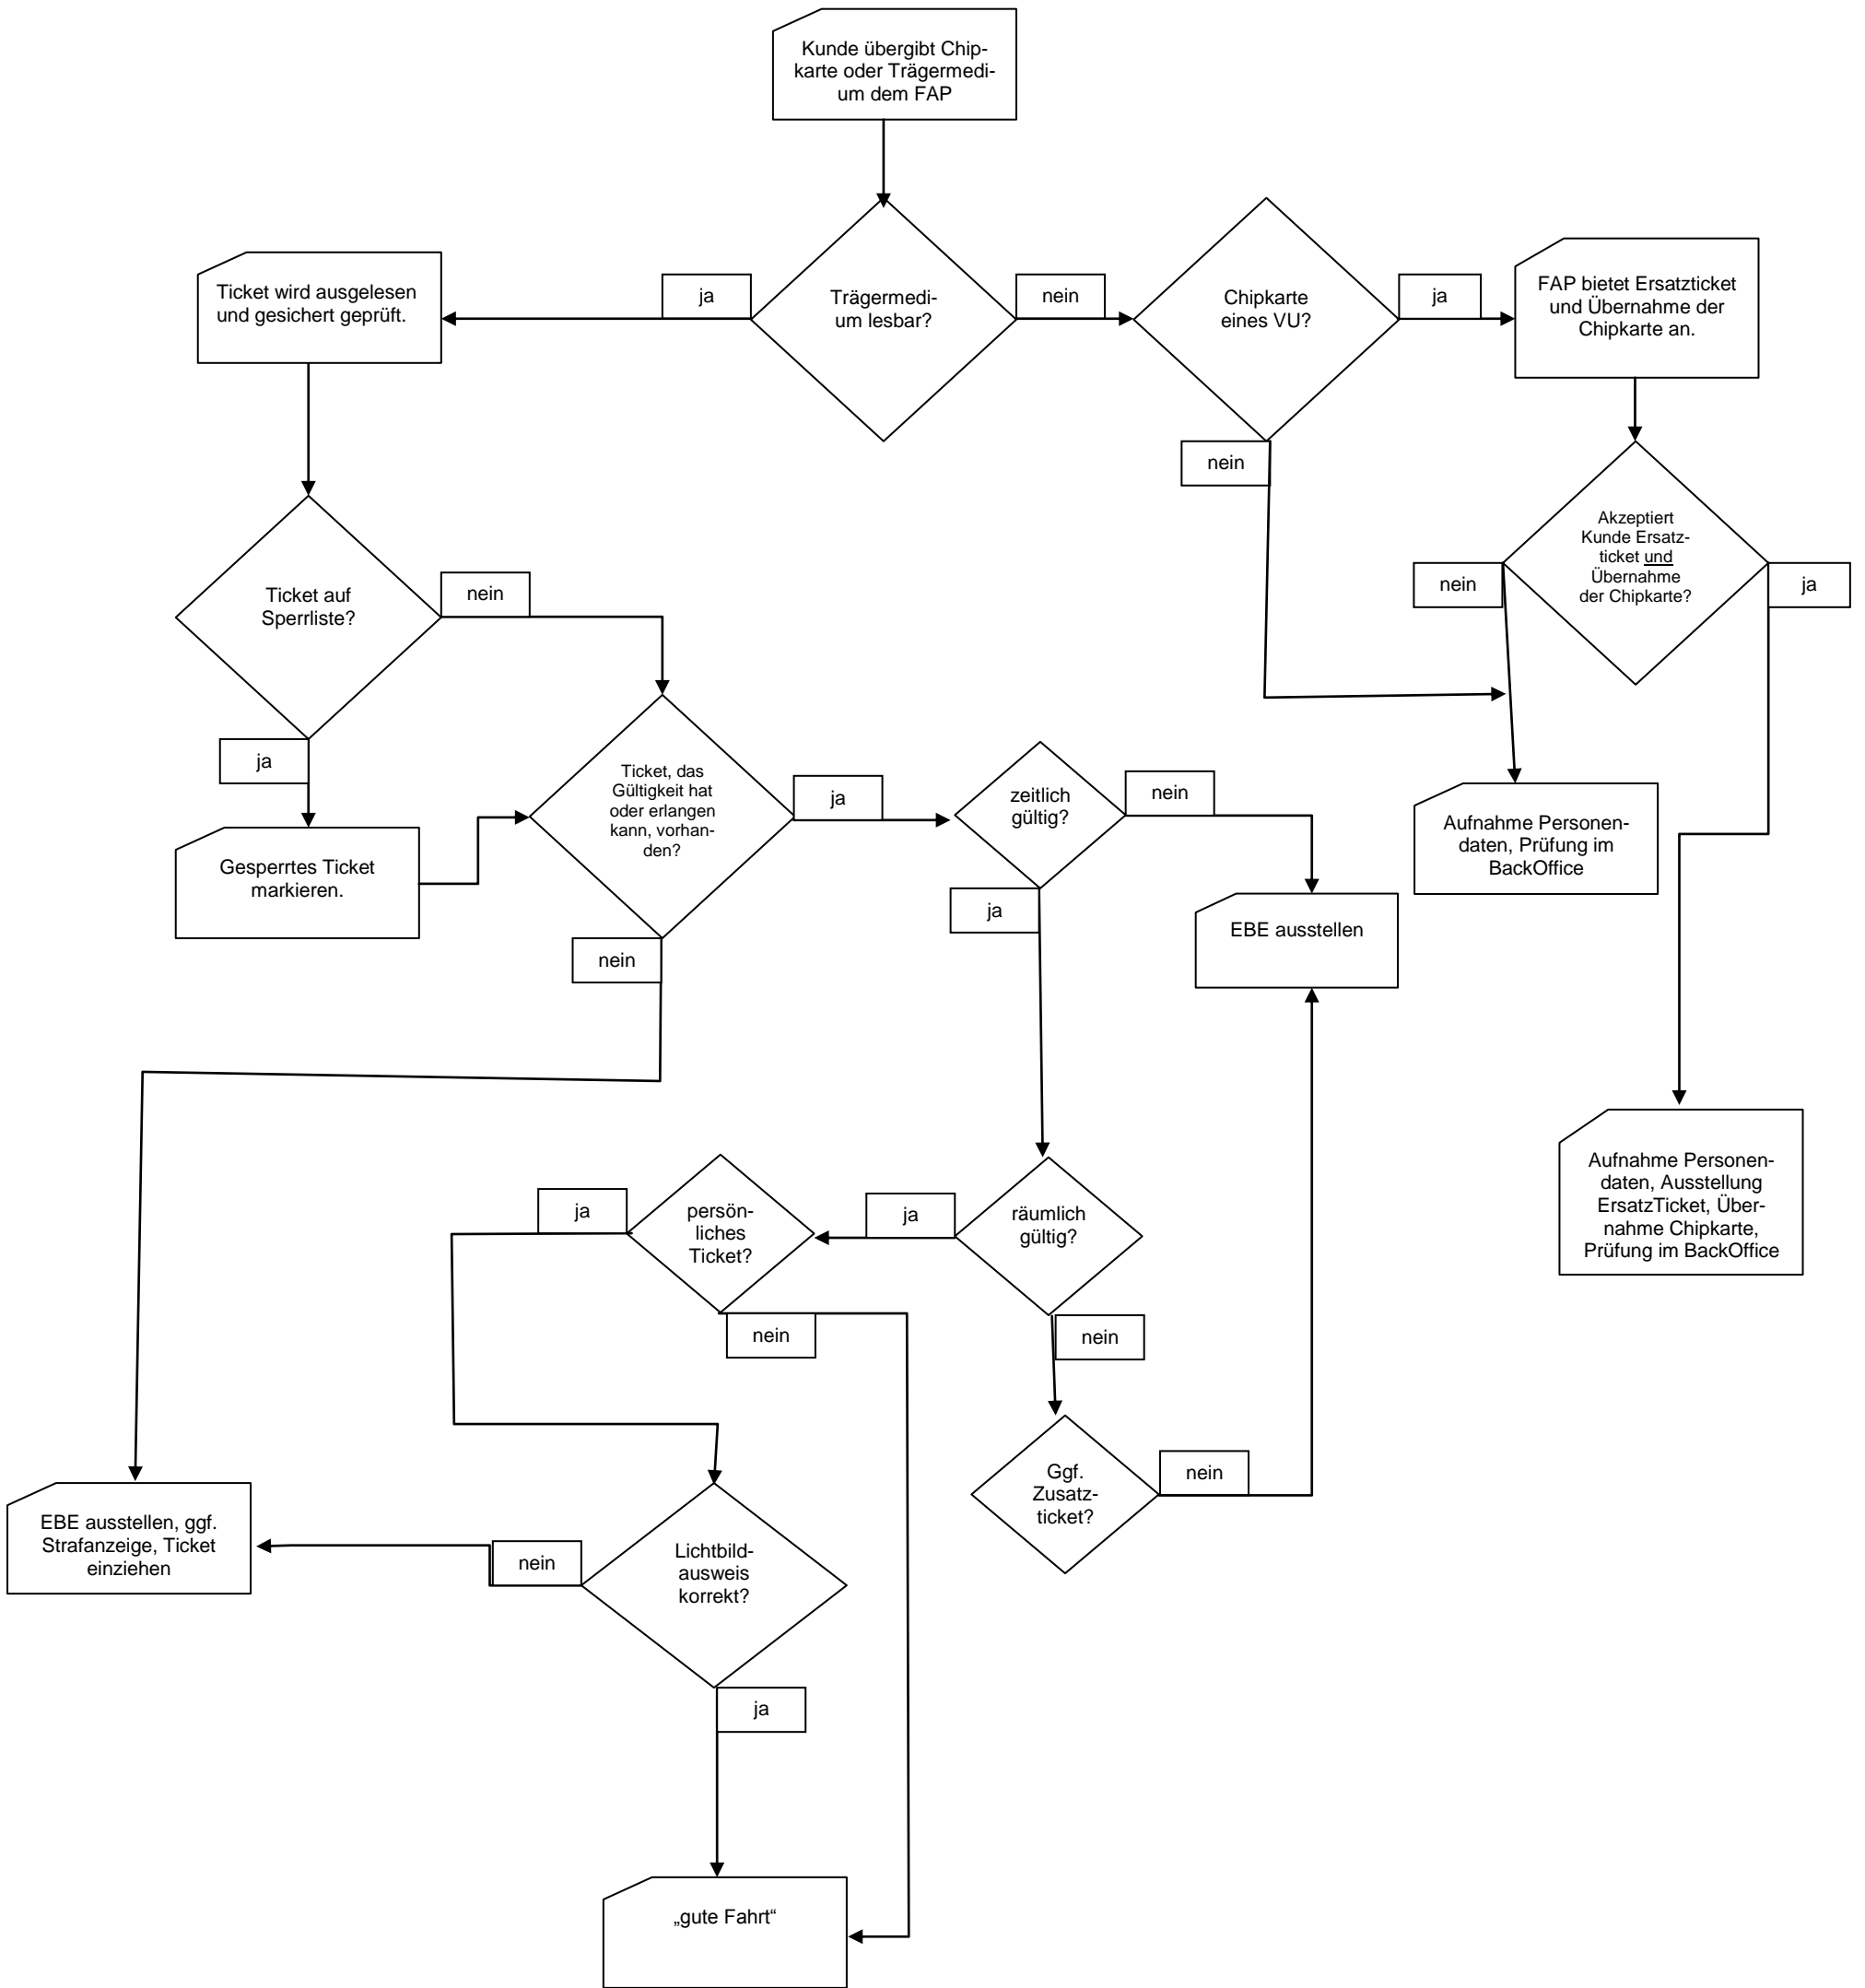 Kunde übergibt Chip-
karte oder Trägermedi-
um dem FAP
Ticket wird ausgelesen
und gesichert geprüft.
ja
Trägermedi-
um lesbar?
nein
Chipkarte
eines VU?
ja
FAP bietet Ersatzticket
und Übernahme der
Chipkarte an.
nein
Akzeptiert
Kunde Ersatz-
ticket und
Übernahme
der Chipkarte?
nein
ja
Ticket auf
Sperrliste?
nein
ja
Gesperrtes Ticket
markieren.
Ticket, das
Gültigkeit hat
oder erlangen
kann, vorhan-
den?
ja
nein
zeitlich
gültig?
nein
ja
EBE ausstellen
Aufnahme Personen-
daten, Prüfung im
BackOffice
Aufnahme Personen-
daten, Ausstellung
ErsatzTicket, Über-
nahme Chipkarte,
Prüfung im BackOffice
ja
persön-
liches
Ticket?
ja
räumlich
gültig?
nein
nein
Ggf.
Zusatz-
ticket?
nein
EBE ausstellen, ggf.
Strafanzeige, Ticket
einziehen
nein
Lichtbild-
ausweis
korrekt?
ja
„gute Fahrt“